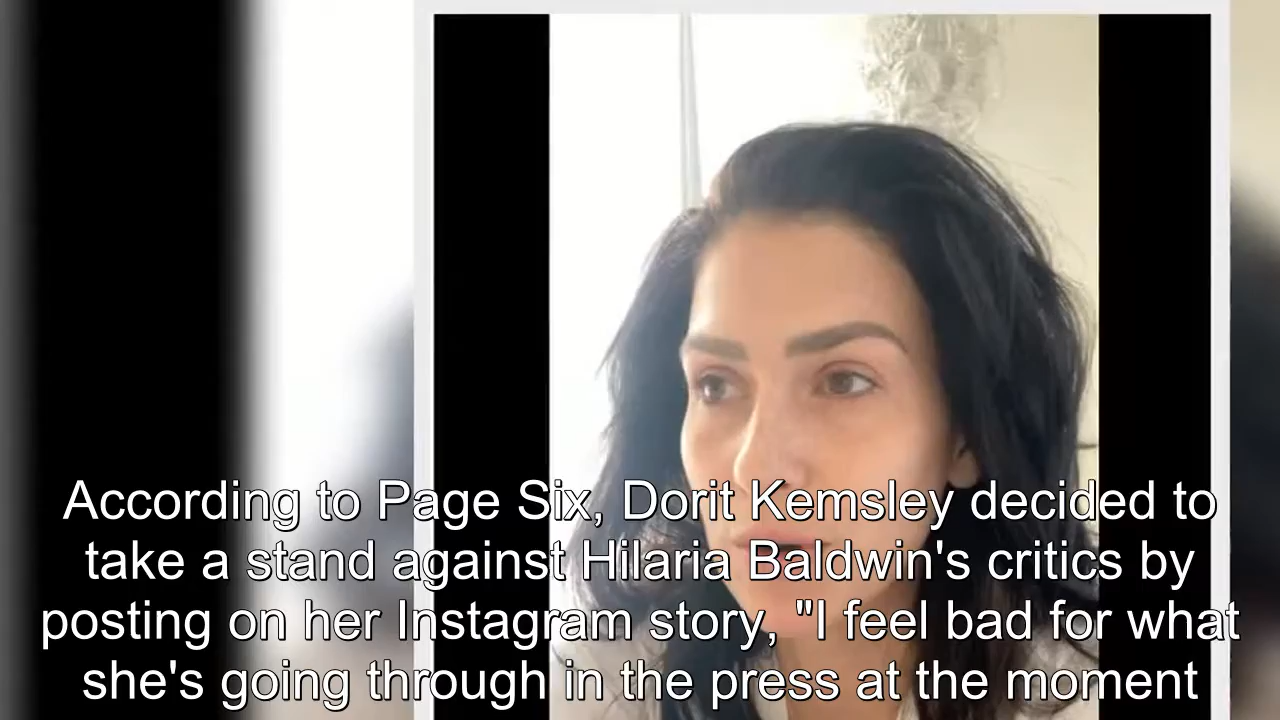 According to Page Six, Dorit Kemsley decided to
take a stand against Hilaria Baldwin's critics by
posting on her Instagram story, "I feel bad for what
she's going through in the press at the moment